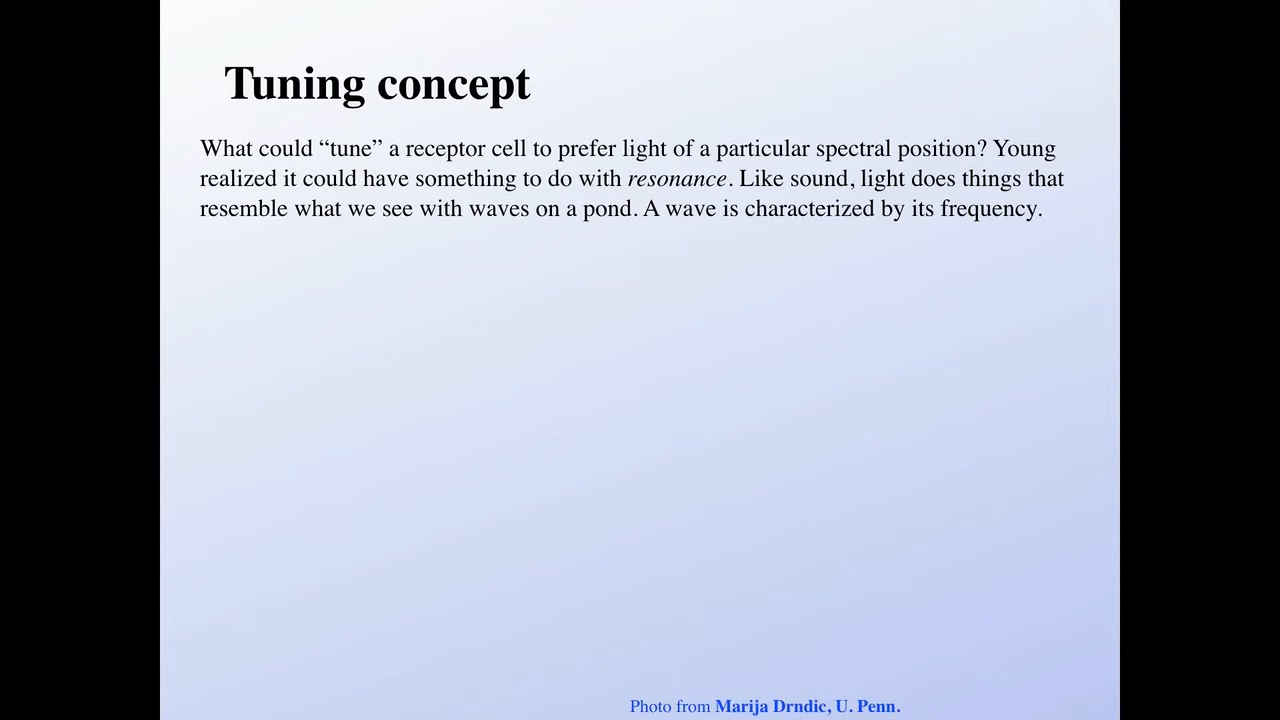 Tuning concept
What could “tune” a receptor cell to prefer light of a particular spectral position? Young
realized it could have something to do with resonance. Like sound, light does things that
resemble what we see with waves on a pond. A wave is characterized by its frequency.
Photo from Marija Drndic, U. Penn.